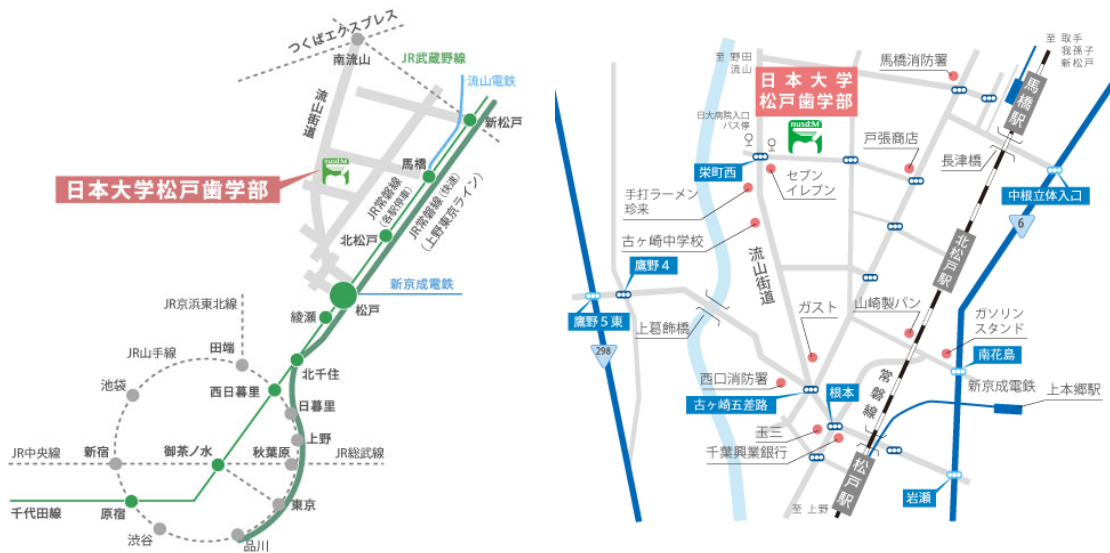 つくばエクスプレス
南流山
JR武蔵野線
流山電鉄
流山街道
新松戸
nusd:M
馬橋
日本大学松戸歯学部
JR常磐線
(各駅停車)
JR常磐線(快速)
(上野東京ライン)
北松戸
新京成電鉄
JR京浜東北線
松戸
綾瀬
JR山手線
田端
北千住
池袋
西日暮里
日暮里
上野
JR中央線
新宿
御茶ノ水
秋葉原
JR総武線
東京
千代田線
原宿
渋谷
品川
至 野田
流山
日本大学
松戸歯学部
馬橋消防署
至 取手
我孫子
新松戸
馬橋駅
日大病院入口
バス停
nusd:M
戸張商店
長津橋
栄町西
セブン
イレブン
中根立体入口
手打ラーメン
珍来
6
古ヶ崎中学校
流山街道
北松戸駅
鷹野4
山崎製パン
ガソリン
スタンド
ガスト
上葛飾橋
鷹野5東
298
南花島
西口消防署
新京成電鉄
上本郷駅
古ヶ崎五差路
根本
常磐線
玉三
千葉興業銀行
松戸駅
岩瀬
至 上野